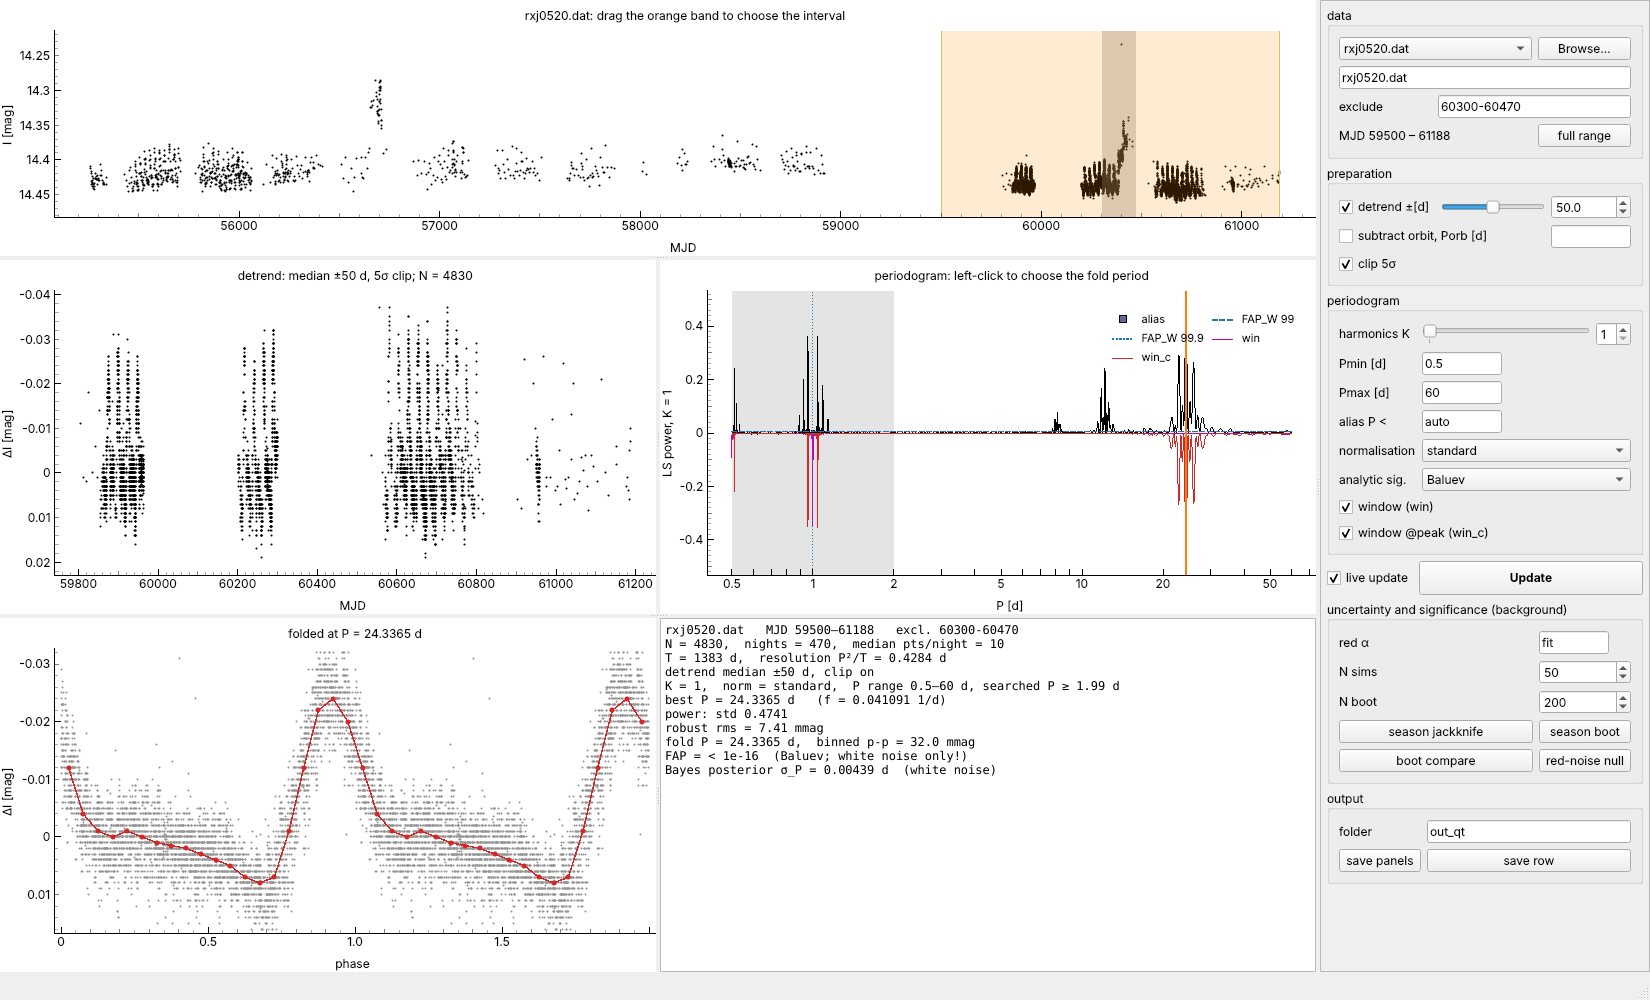 rxj0520.dat: drag the orange band to choose the interval
I [mag]
14.25
14.3
14.35
14.4
14.45
56000
57000
58000
59000
60000
61000
MJD
detrend: median ±50 d, 5σ clip; N = 4830
ΔI [mag]
-0.04
-0.03
-0.02
-0.01
0
0.01
0.02
59800
60000
60200
60400
60600
60800
61000
61200
MJD
periodogram: left-click to choose the fold period
LS power, K = 1
0.4
0.2
0
-0.2
-0.4
alias
FAP_W 99
FAP_W 99.9
win
win_c
0.5
1
2
5
10
20
50
P [d]
folded at P = 24.3365 d
ΔI [mag]
-0.03
-0.02
-0.01
0
0.01
0
0.5
1.0
1.5
phase
rxj0520.dat   MJD 59500–61188   excl. 60300-60470
N = 4830,  nights = 470,  median pts/night = 10
T = 1383 d,  resolution P²/T = 0.4284 d
detrend median ±50 d, clip on
K = 1,  norm = standard,  P range 0.5–60 d, searched P ≥ 1.99 d
best P = 24.3365 d   (f = 0.041091 1/d)
power: std 0.4741
robust rms = 7.41 mmag
fold P = 24.3365 d,  binned p-p = 32.0 mmag
FAP = < 1e-16  (Baluev; white noise only!)
Bayes posterior σ_P = 0.00439 d  (white noise)
data
rxj0520.dat
Browse...
rxj0520.dat
exclude
60300-60470
MJD 59500 – 61188
full range
preparation
detrend ±[d]
50.0
subtract orbit, Porb [d]
clip 5σ
periodogram
harmonics K
1
Pmin [d]
0.5
Pmax [d]
60
alias P <
auto
normalisation
standard
analytic sig.
Baluev
window (win)
window @peak (win_c)
live update
Update
uncertainty and significance (background)
red α
fit
N sims
50
N boot
200
season jackknife
season boot
boot compare
red-noise null
output
folder
out_qt
save panels
save row